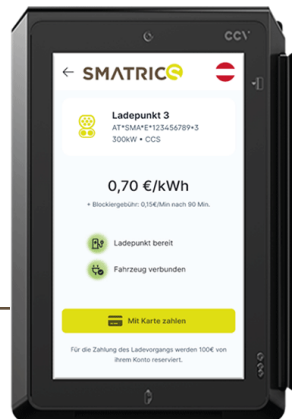 CCV
SMATRICS
Ladepunkt 3
AT*SMA*E*123456789*3
300kW • CCS
0,70 €/kWh
+ Blockiergebühr: 0,15€/Min nach 90 Min.
Ladepunkt bereit
Fahrzeug verbunden
Mit Karte zahlen
Für die Zahlung des Ladevorgangs werden 100€ von
Ihrem Konto reserviert.